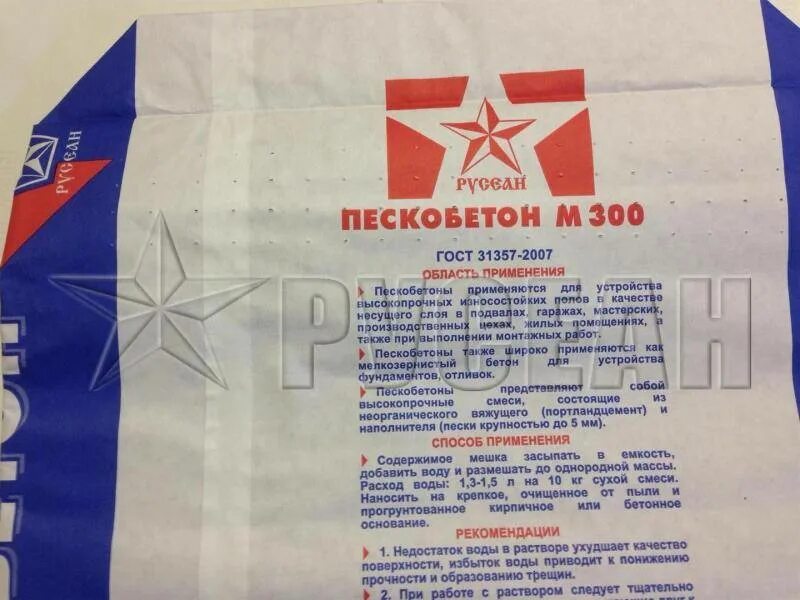 РУСЕАН
РУСЕАН
ПЕСКОБЕТОН М 300
ГОСТ 31357-2007
ОБЛАСТЬ ПРИМЕНЕНИЯ
Пескобетоны применяются для устройства
высокопрочных износостойких полов в качестве
несущего слоя в подвалах, гаражах, мастерских,
производственных цехах, жилых помещениях, а
также при выполнении монтажных работ.
Пескобетоны также широко применяются как
мелкозернистый бетон для устройства
фундаментов, отливок.
Пескобетоны представляют собой
высокопрочные смеси, состоящие из
неорганического вяжущего (портландцемент) и
наполнителя (пески крупностью до 5 мм).
СПОСОБ ПРИМЕНЕНИЯ
Содержимое мешка засыпать в емкость,
добавить воду и размешать до однородной массы.
Расход воды: 1,3-1,5 л на 10 кг сухой смеси.
Наносить на крепкое, очищенное от пыли и
прогрунтованное кирпичное или бетонное
основание.
РЕКОМЕНДАЦИИ
1. Недостаток воды в растворе ухудшает качество
поверхности, избыток воды приводит к понижению
прочности и образованию трещин.
2. При работе с раствором следует тщательно
РУСЕАН